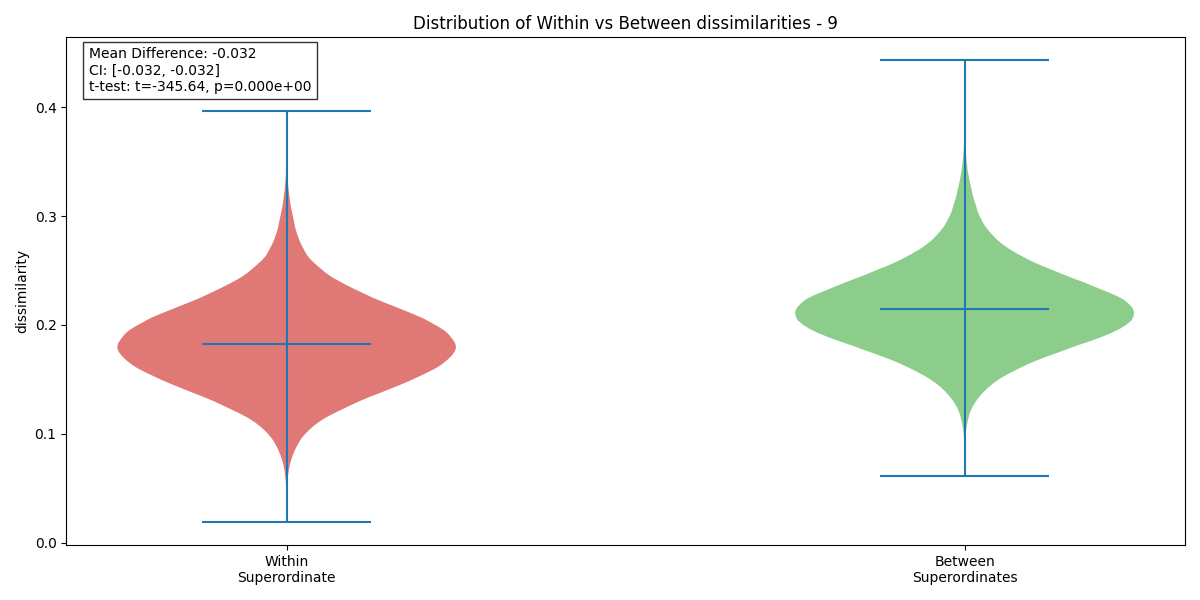 Distribution of Within vs Between dissimilarities - 9
Mean Difference: -0.032
CI: [-0.032, -0.032]
t-test: t=-345.64, p=0.000e+00
dissimilarity
0.4
0.3
0.2
0.1
0.0
Within
Superordinate
Between
Superordinates